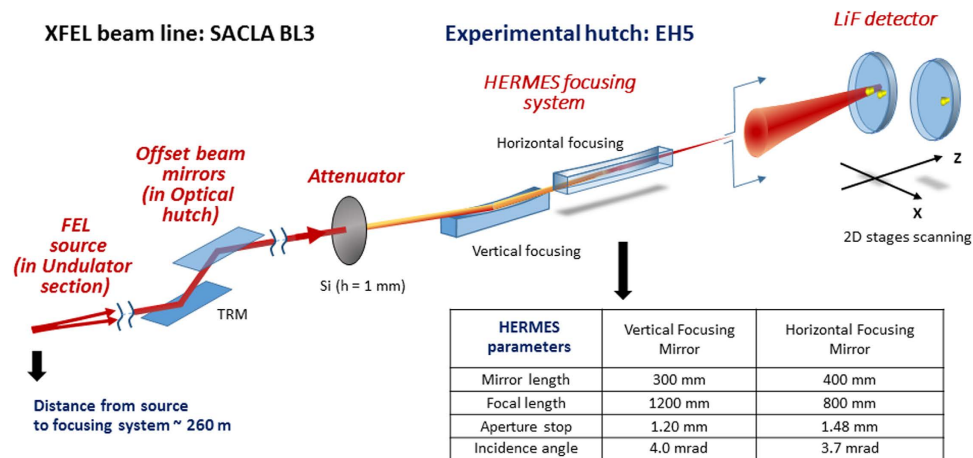 XFEL beam line: SACLA BL3
Experimental hutch: EH5
LiF detector
HERMES focusing
system
Horizontal focusing
Offset beam
mirrors
(in Optical
hutch)
Attenuator
Z
X
2D stages scanning
FEL
source
(in Undulator
section)
Vertical focusing
Si (h = 1 mm)
TRM
Distance from source
to focusing system ~ 260 m
HERMES
parameters
Vertical Focusing
Mirror
Horizontal Focusing
Mirror
Mirror length 300 mm 400 mm
Focal length 1200 mm 800 mm
Aperture stop 1.20 mm 1.48 mm
Incidence angle 4.0 mrad 3.7 mrad